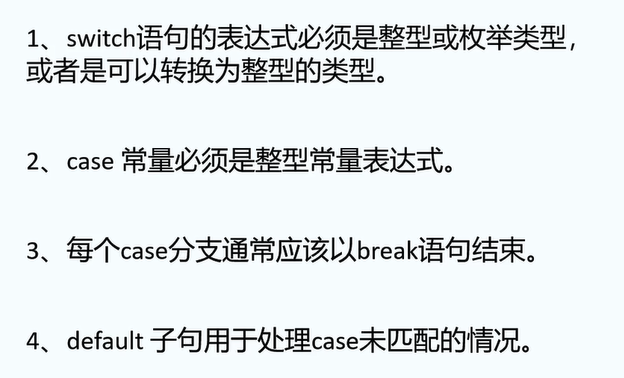 1、switch语句的表达式必须是整型或枚举类型，
或者是可以转换为整型的类型。
2、case 常量必须是整型常量表达式。
3、每个case分支通常应该以break语句结束。
4、default 子句用于处理case未匹配的情况。